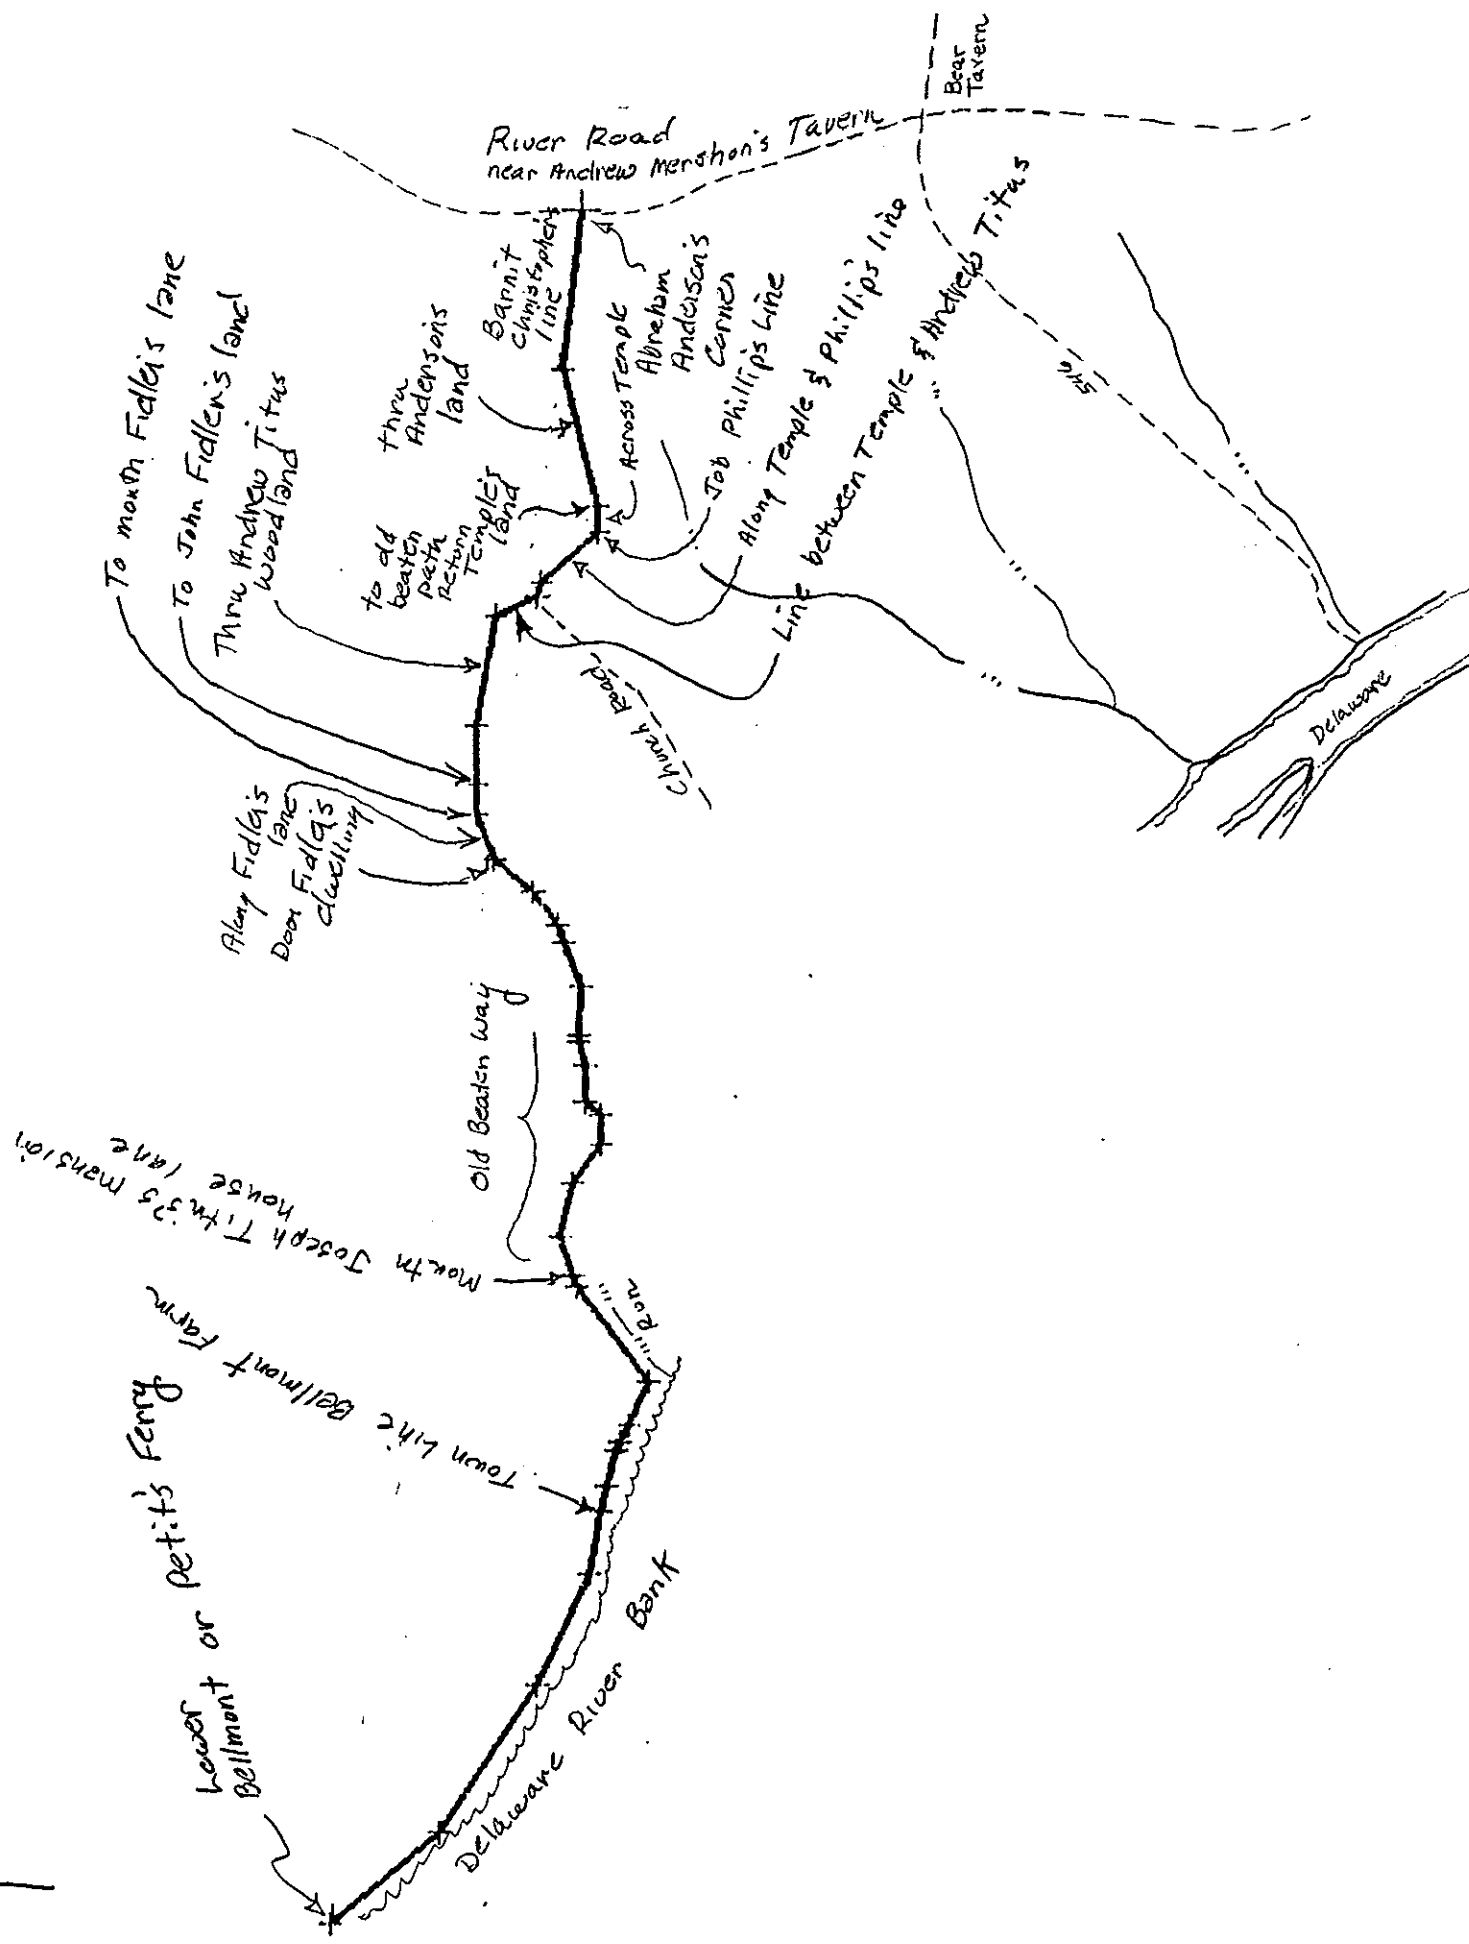 River Road
near Andrew Mershon's Tavern
Bear
Tavern
Barnit
Christopher's
line
Abraham
Anderson's
Corner
thru
Anderson's
land
Across Temple
Temple's
land
Job Phillips Line
to old
beaten
path
Return
Along Temple & Phillip's line
Line between Temple & Andrew Titus
Church Road
546
Delaware
To mouth Fidler's lane
To John Fidler's land
Thru Andrew Titus
woodland
Along Fidler's
lane
Door Fidler's
dwelling
Old Beaten Way
Mouth Joseph Titus's mansion
house lane
Run
Town Line Bellmont Farm
Lower or Petit's Ferry
Bellmont
Delaware River Bank